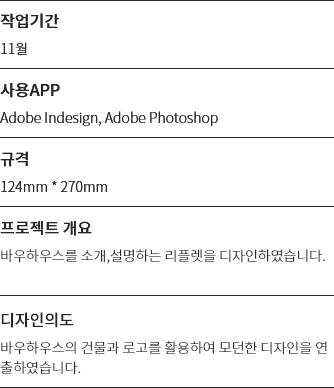 작업기간
11월
사용APP
Adobe Indesign, Adobe Photoshop
규격
124mm * 270mm
프로젝트 개요
바우하우스를 소개,설명하는 리플렛을 디자인하였습니다.
디자인의도
바우하우스의 건물과 로고를 활용하여 모던한 디자인을 연
출하였습니다.